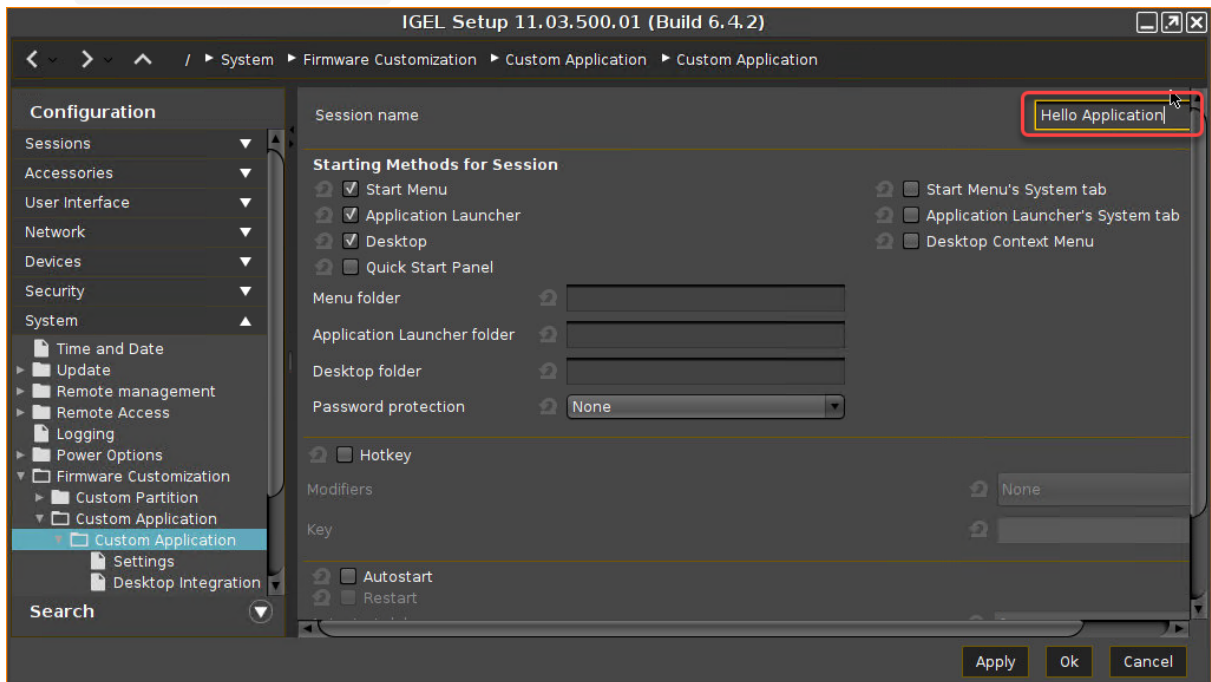 IGEL Setup 11.03.500.01 (Build 6.4.2)
/ System Firmware Customization Custom Application Custom Application
Configuration
Sessions
Accessories
User Interface
Network
Devices
Security
System
Time and Date
Update
Remote management
Remote Access
Logging
Power Options
Firmware Customization
Custom Partition
Custom Application
Custom Application
Settings
Desktop Integration
Search
Session name Hello Application
Starting Methods for Session
Start Menu Start Menu's System tab
Application Launcher Application Launcher's System tab
Desktop Desktop Context Menu
Quick Start Panel
Menu folder
Application Launcher folder
Desktop folder
Password protection None
Hotkey
Modifiers None
Key
Autostart
Restart
Apply Ok Cancel